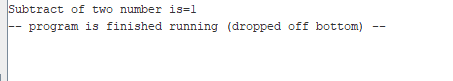 Subtract of two number is=1
-- program is finished running (dropped off bottom) --